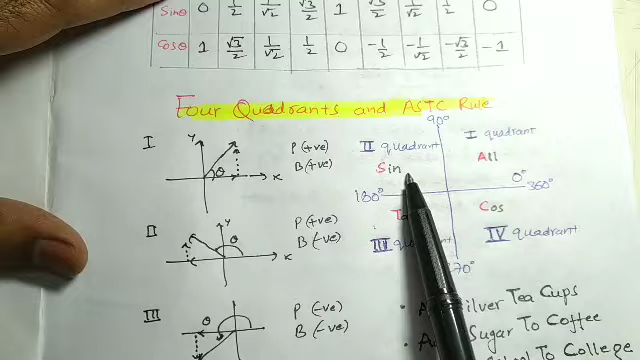 Sinθ 0 1/2 1/√2 √3/2 1 √3/2 1/√2 1/2 0
Cosθ 1 √3/2 1/√2 1/2 0 -1/2 -1/√2 -√3/2 -1
Four Quadrants and ASTC Rule
90°
I Y P (+ve) II quadrant I quadrant
θ B (+ve) Sin All
X 180° 0° 360°
II Y P (+ve) Cos
θ B (-ve) III IV quadrant
X
III P (-ve) Silver Tea Cups
θ B (-ve) Sugar To Coffee
To College